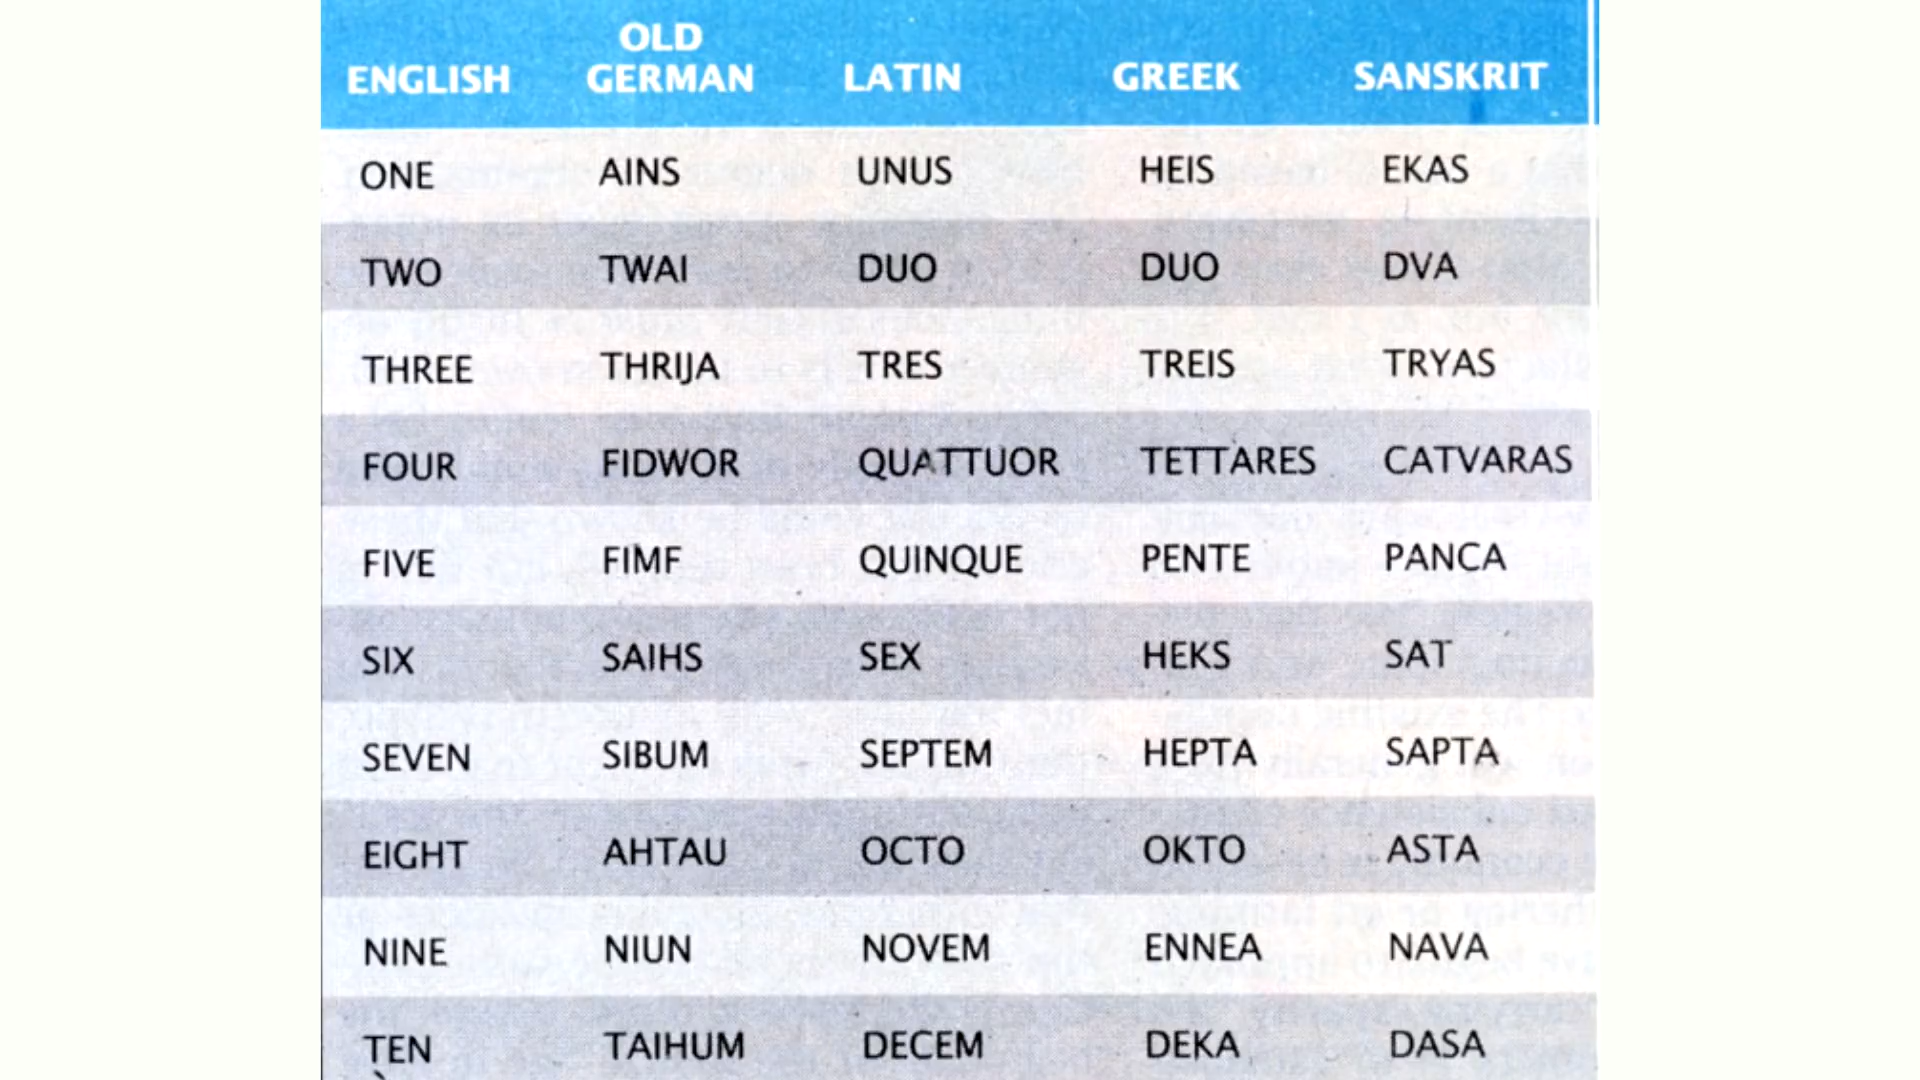 ENGLISH OLD GERMAN LATIN GREEK SANSKRIT
ONE AINS UNUS HEIS EKAS
TWO TWAI DUO DUO DVA
THREE THRIJA TRES TREIS TRYAS
FOUR FIDWOR QUATTUOR TETTARES CATVARAS
FIVE FIMF QUINQUE PENTE PANCA
SIX SAIHS SEX HEKS SAT
SEVEN SIBUM SEPTEM HEPTA SAPTA
EIGHT AHTAU OCTO OKTO ASTA
NINE NIUN NOVEM ENNEA NAVA
TEN TAIHUM DECEM DEKA DASA